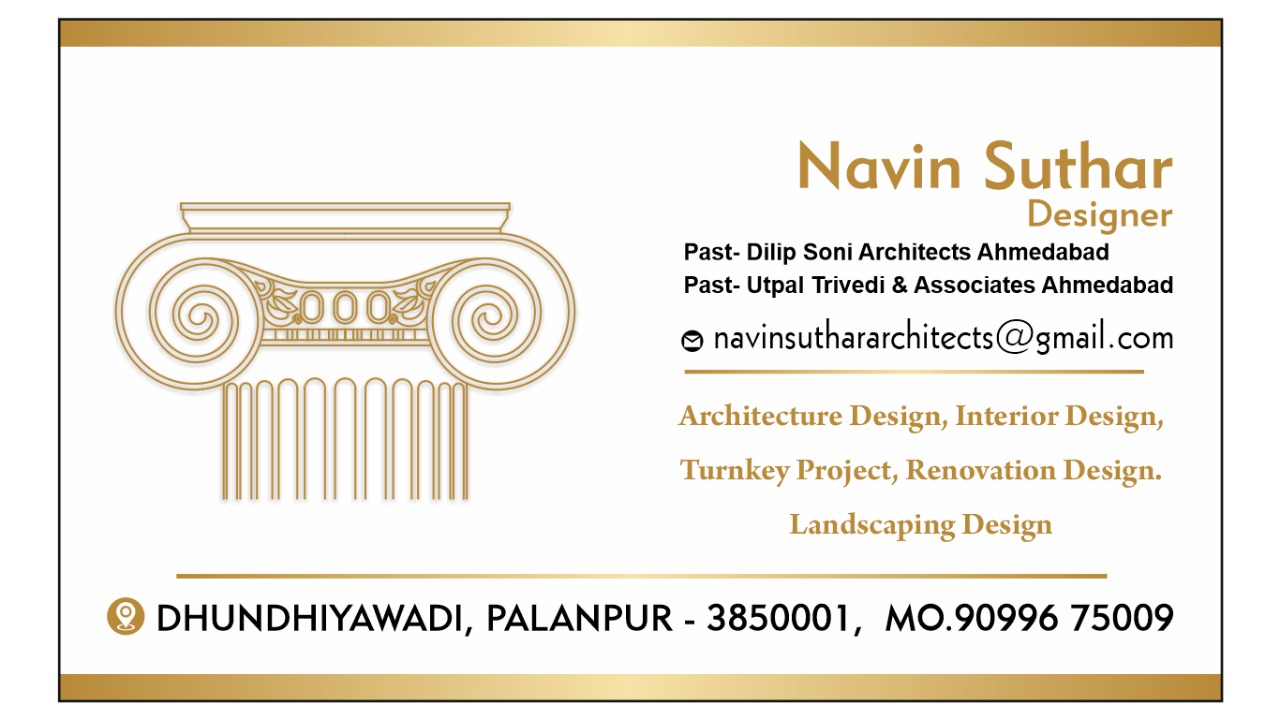 Navin Suthar
Designer
Past- Dilip Soni Architects Ahmedabad
Past- Utpal Trivedi & Associates Ahmedabad
navinsuthararchitects@gmail.com
Architecture Design, Interior Design,
Turnkey Project, Renovation Design.
Landscaping Design
DHUNDHIYAWADI, PALANPUR - 3850001, MO.90996 75009